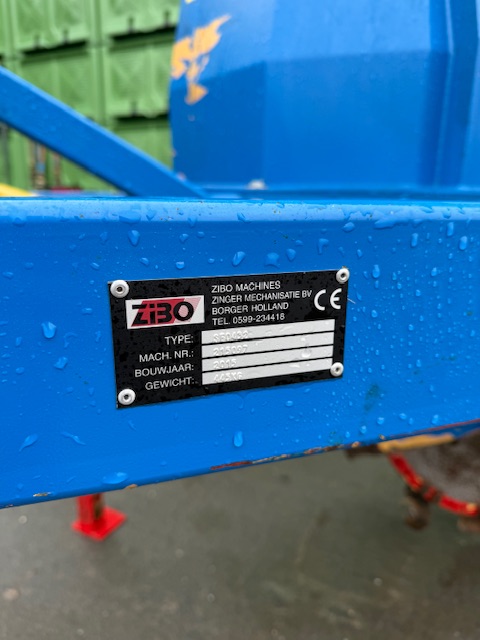 ZIBO
ZIBO MACHINES
ZINGER MECHANISATIE BV
BORGER HOLLAND
TEL. 0599-234418
CE
TYPE:
MACH. NR.:
BOUWJAAR:
GEWICHT: